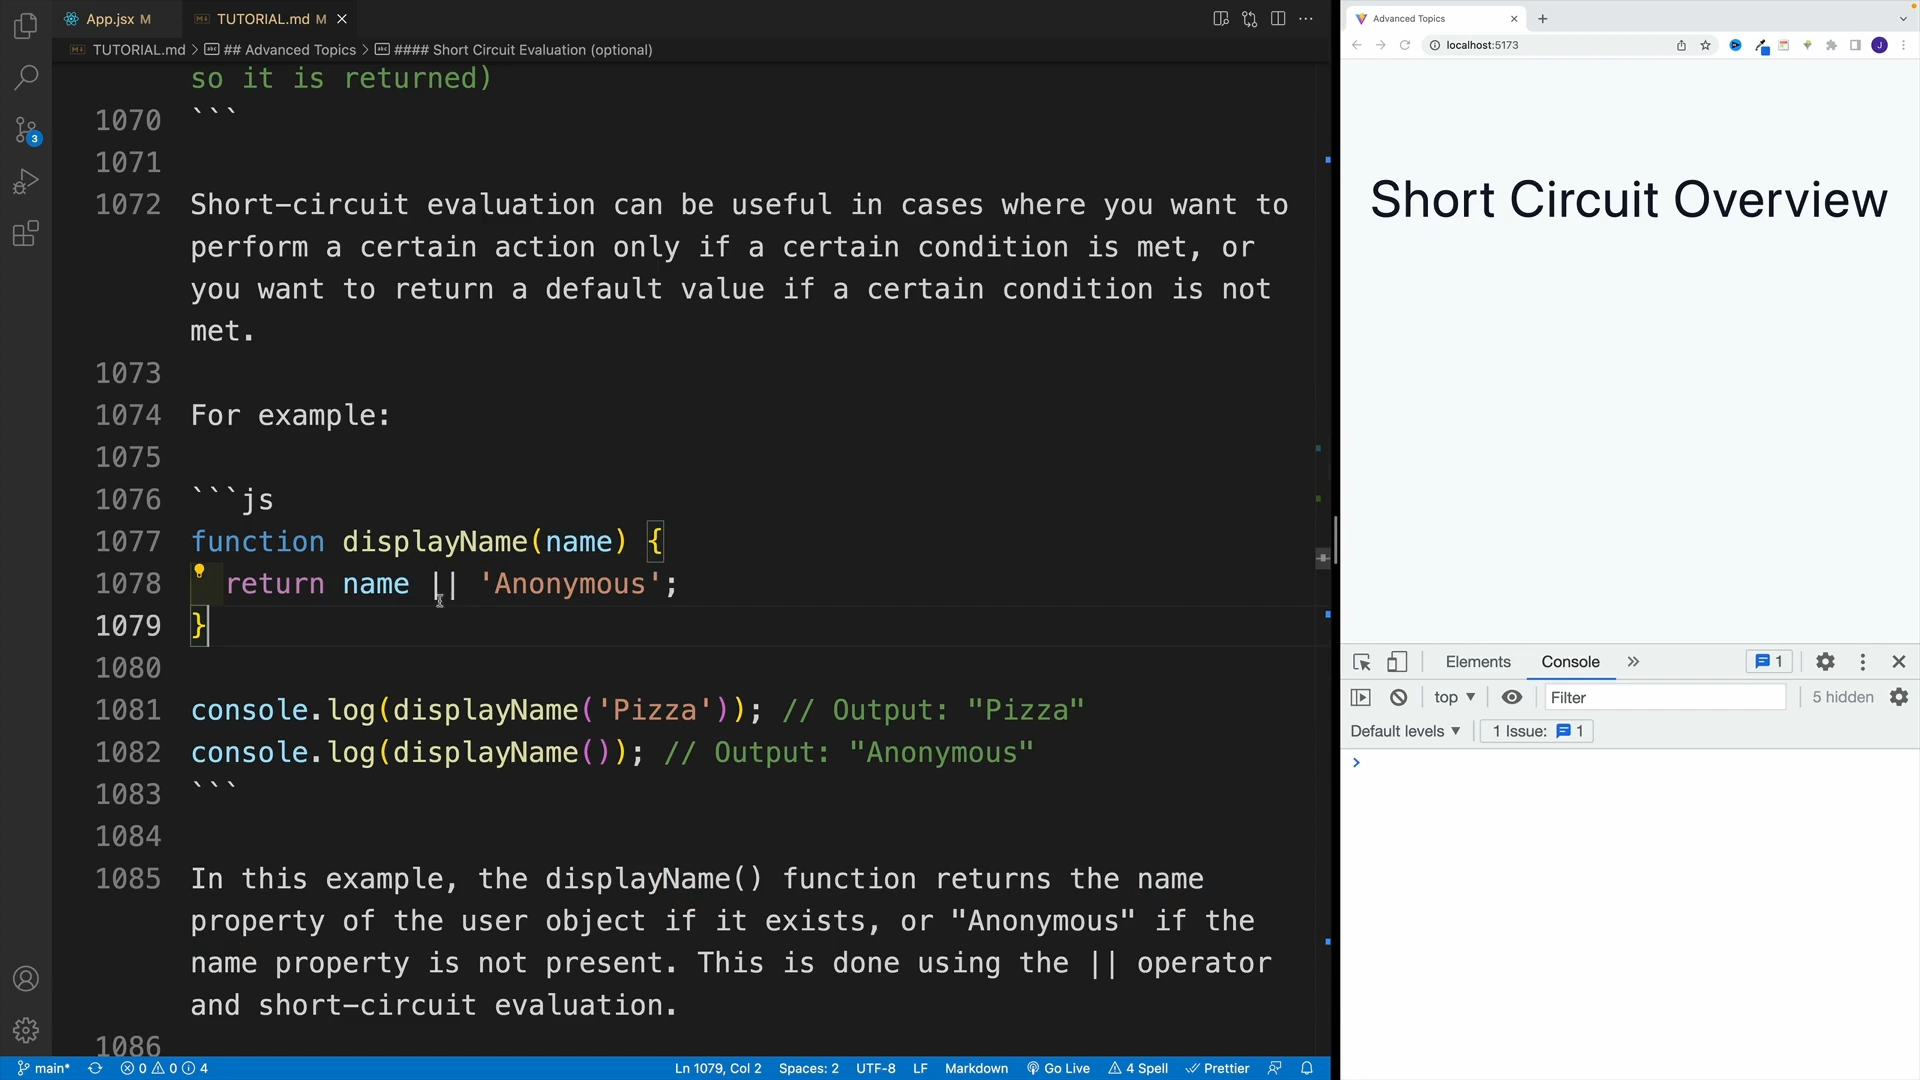 App.jsx M
TUTORIAL.md M
TUTORIAL.md > ## Advanced Topics > #### Short Circuit Evaluation (optional)
so it is returned)
1070 ```
1071
1072 Short-circuit evaluation can be useful in cases where you want to
perform a certain action only if a certain condition is met, or
you want to return a default value if a certain condition is not
met.
1073
1074 For example:
1075
1076 ```js
1077 function displayName(name) {
1078 return name || 'Anonymous';
1079 }
1080
1081 console.log(displayName('Pizza')); // Output: "Pizza"
1082 console.log(displayName()); // Output: "Anonymous"
1083 ```
1084
1085 In this example, the displayName() function returns the name
property of the user object if it exists, or "Anonymous" if the
name property is not present. This is done using the || operator
and short-circuit evaluation.
1086
3
main* 0 0 4
Ln 1079, Col 2 Spaces: 2 UTF-8 LF Markdown Go Live 4 Spell Prettier
Advanced Topics
localhost:5173
J
Short Circuit Overview
Elements Console 1
top Filter 5 hidden
Default levels 1 Issue: 1